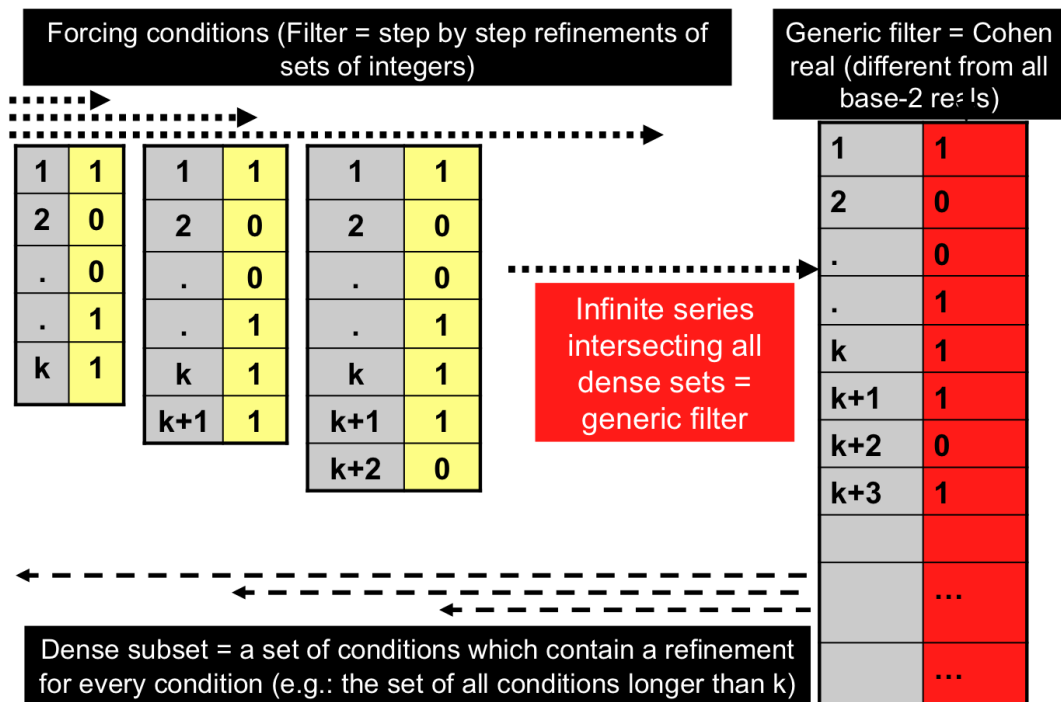 Forcing conditions (Filter = step by step refinements of
sets of integers)
Generic filter = Cohen
real (different from all
base-2 reals)
1 1
2 0
. 0
. 1
k 1
1 1
2 0
. 0
. 1
k 1
k+1 1
1 1
2 0
. 0
. 1
k 1
k+1 1
k+2 0
Infinite series
intersecting all
dense sets =
generic filter
1 1
2 0
. 0
. 1
k 1
k+1 1
k+2 0
k+3 1
...
...
Dense subset = a set of conditions which contain a refinement
for every condition (e.g.: the set of all conditions longer than k)